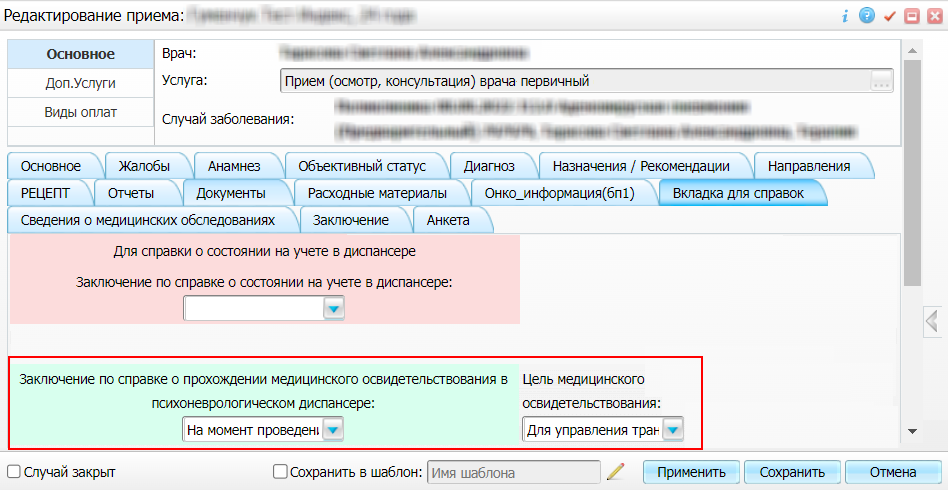 Редактирование приема:
Основное
Доп.Услуги
Виды оплат
Врач:
Услуга: Прием (осмотр, консультация) врача первичный ...
Случай заболевания:
Основное Жалобы Анамнез Объективный статус Диагноз Назначения / Рекомендации Направления
РЕЦЕПТ Отчеты Документы Расходные материалы Онко_информация(бп1) Вкладка для справок
Сведения о медицинских обследованиях Заключение Анкета
Для справки о состоянии на учете в диспансере
Заключение по справке о состоянии на учете в диспансере:
Заключение по справке о прохождении медицинского освидетельствования в
психоневрологическом диспансере:
На момент проведени
Цель медицинского
освидетельствования:
Для управления тран
Случай закрыт Сохранить в шаблон: Имя шаблона Применить Сохранить Отмена